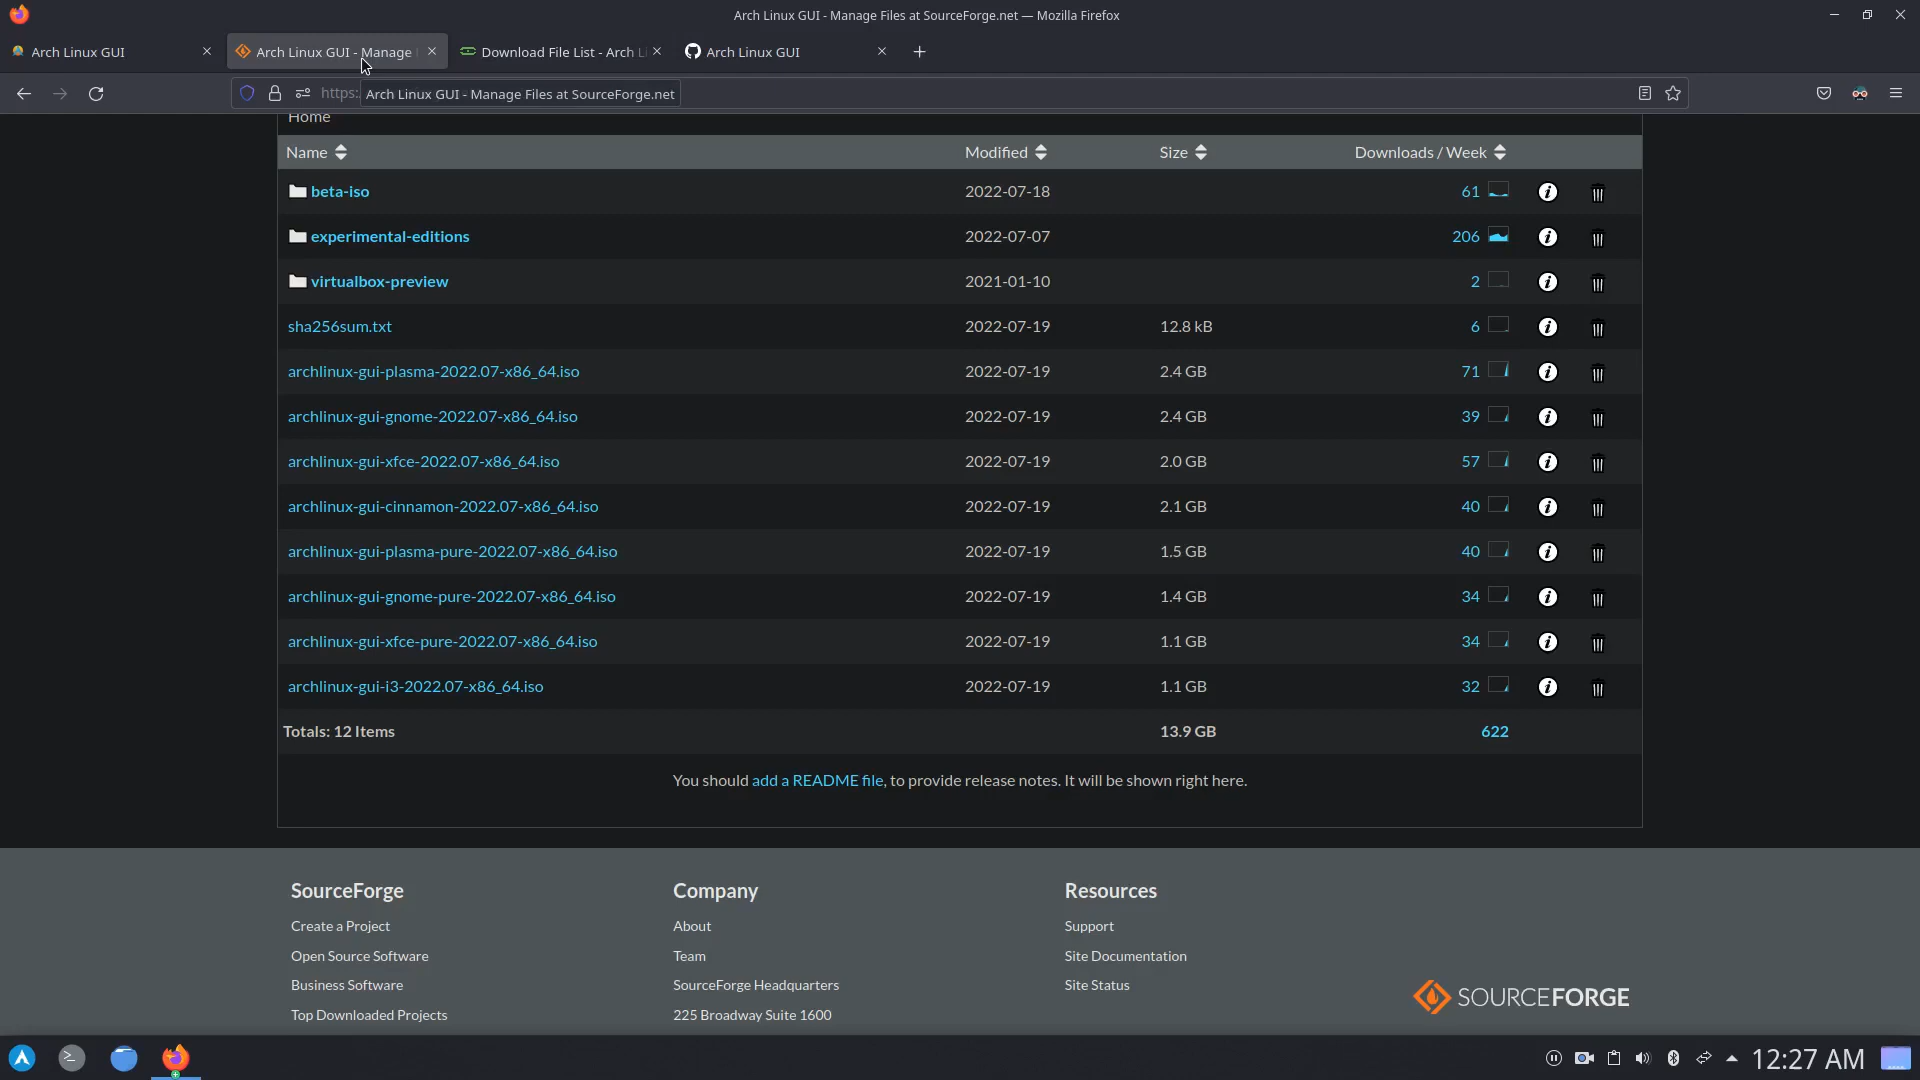 Arch Linux GUI - Manage Files at SourceForge.net — Mozilla Firefox
Arch Linux GUI
Arch Linux GUI - Manage
Download File List - Arch Li
Arch Linux GUI
https:
Arch Linux GUI - Manage Files at SourceForge.net
Home
Name Modified Size Downloads / Week
beta-iso 2022-07-18 61
experimental-editions 2022-07-07 206
virtualbox-preview 2021-01-10 2
sha256sum.txt 2022-07-19 12.8 kB 6
archlinux-gui-plasma-2022.07-x86_64.iso 2022-07-19 2.4 GB 71
archlinux-gui-gnome-2022.07-x86_64.iso 2022-07-19 2.4 GB 39
archlinux-gui-xfce-2022.07-x86_64.iso 2022-07-19 2.0 GB 57
archlinux-gui-cinnamon-2022.07-x86_64.iso 2022-07-19 2.1 GB 40
archlinux-gui-plasma-pure-2022.07-x86_64.iso 2022-07-19 1.5 GB 40
archlinux-gui-gnome-pure-2022.07-x86_64.iso 2022-07-19 1.4 GB 34
archlinux-gui-xfce-pure-2022.07-x86_64.iso 2022-07-19 1.1 GB 34
archlinux-gui-i3-2022.07-x86_64.iso 2022-07-19 1.1 GB 32
Totals: 12 Items 13.9 GB 622
You should add a README file, to provide release notes. It will be shown right here.
SourceForge
Create a Project
Open Source Software
Business Software
Top Downloaded Projects
Company
About
Team
SourceForge Headquarters
225 Broadway Suite 1600
Resources
Support
Site Documentation
Site Status
SOURCEFORGE
12:27 AM